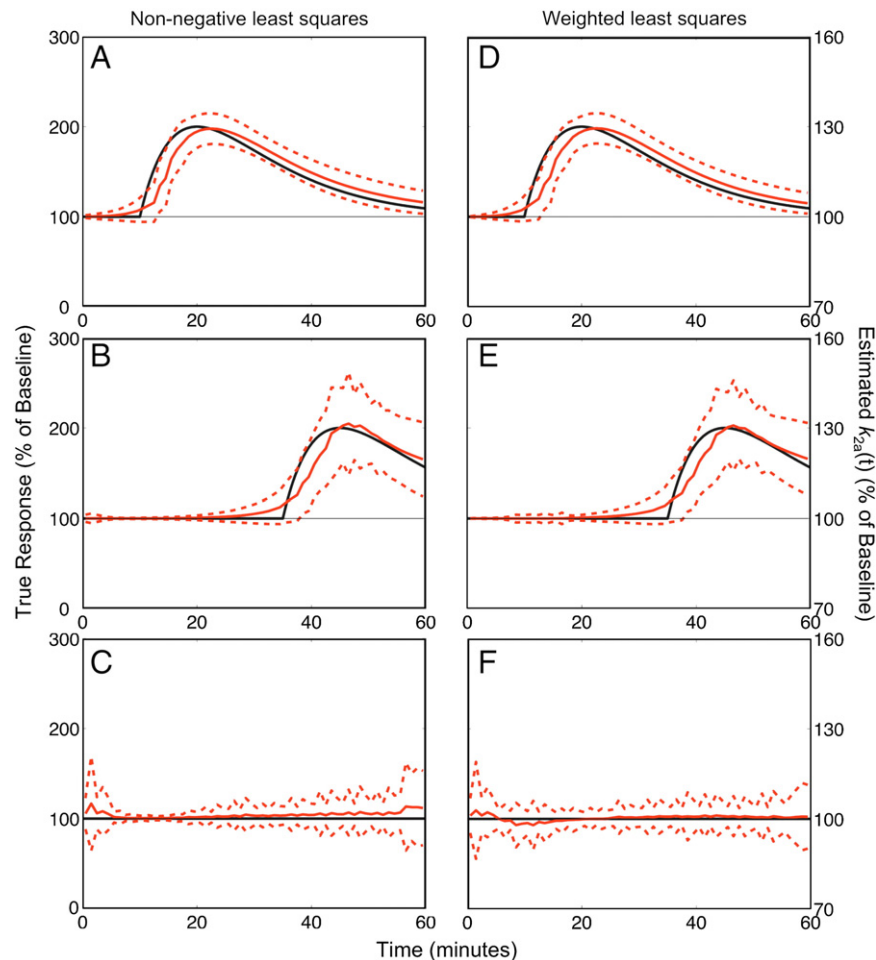 Non-negative least squares
Weighted least squares
True Response (% of Baseline)
Estimated k2a(t) (% of Baseline)
A
300
200
100
0
0 20 40 60
D
160
130
100
70
0 20 40 60
B
300
200
100
0
0 20 40 60
E
160
130
100
70
0 20 40 60
C
300
200
100
0
0 20 40 60
F
160
130
100
70
0 20 40 60
Time (minutes)